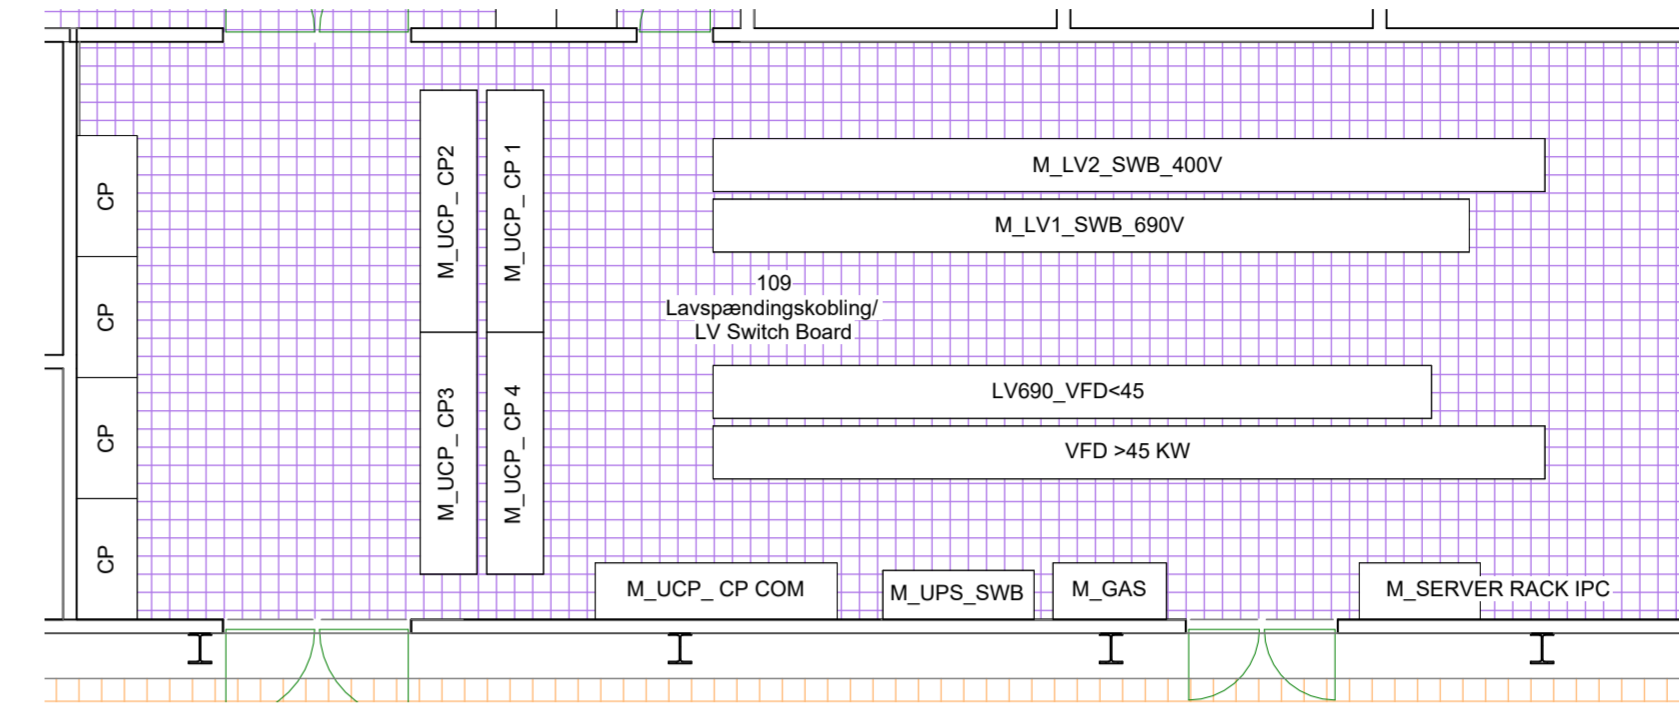 CP
CP
CP
CP
M_UCP_ CP2
M_UCP_ CP 1
M_UCP_ CP3
M_UCP_ CP 4
M_LV2_SWB_400V
M_LV1_SWB_690V
109
Lavspændingskobling/
LV Switch Board
LV690_VFD<45
VFD >45 KW
M_UCP_ CP COM
M_UPS_SWB
M_GAS
M_SERVER RACK IPC